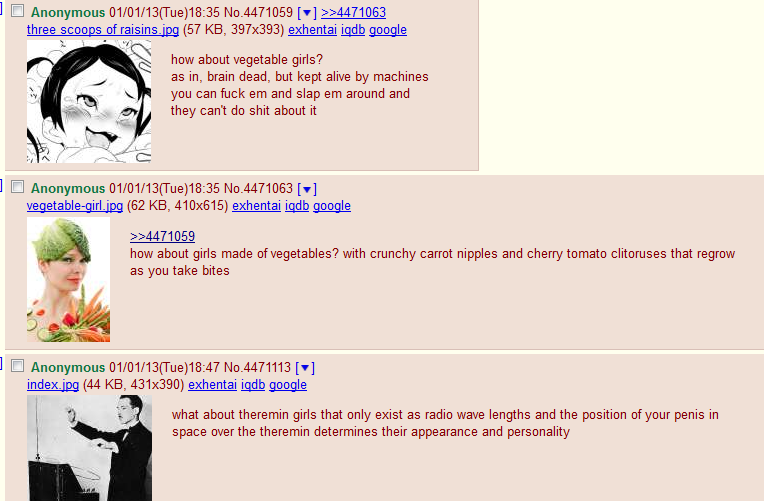 ] Anonymous 01/01/13(Tue)18:35 No.4471059 [▼] >>4471063
three scoops of raisins.jpg (57 KB, 397x393) exhentai iqdb google
how about vegetable girls?
as in, brain dead, but kept alive by machines
you can fuck em and slap em around and
they can't do shit about it
] Anonymous 01/01/13(Tue)18:35 No.4471063 [▼]
vegetable-girl.jpg (62 KB, 410x615) exhentai iqdb google
>>4471059
how about girls made of vegetables? with crunchy carrot nipples and cherry tomato clitoruses that regrow
as you take bites
] Anonymous 01/01/13(Tue)18:47 No.4471113 [▼]
index.jpg (44 KB, 431x390) exhentai iqdb google
what about theremin girls that only exist as radio wave lengths and the position of your penis in
space over the theremin determines their appearance and personality